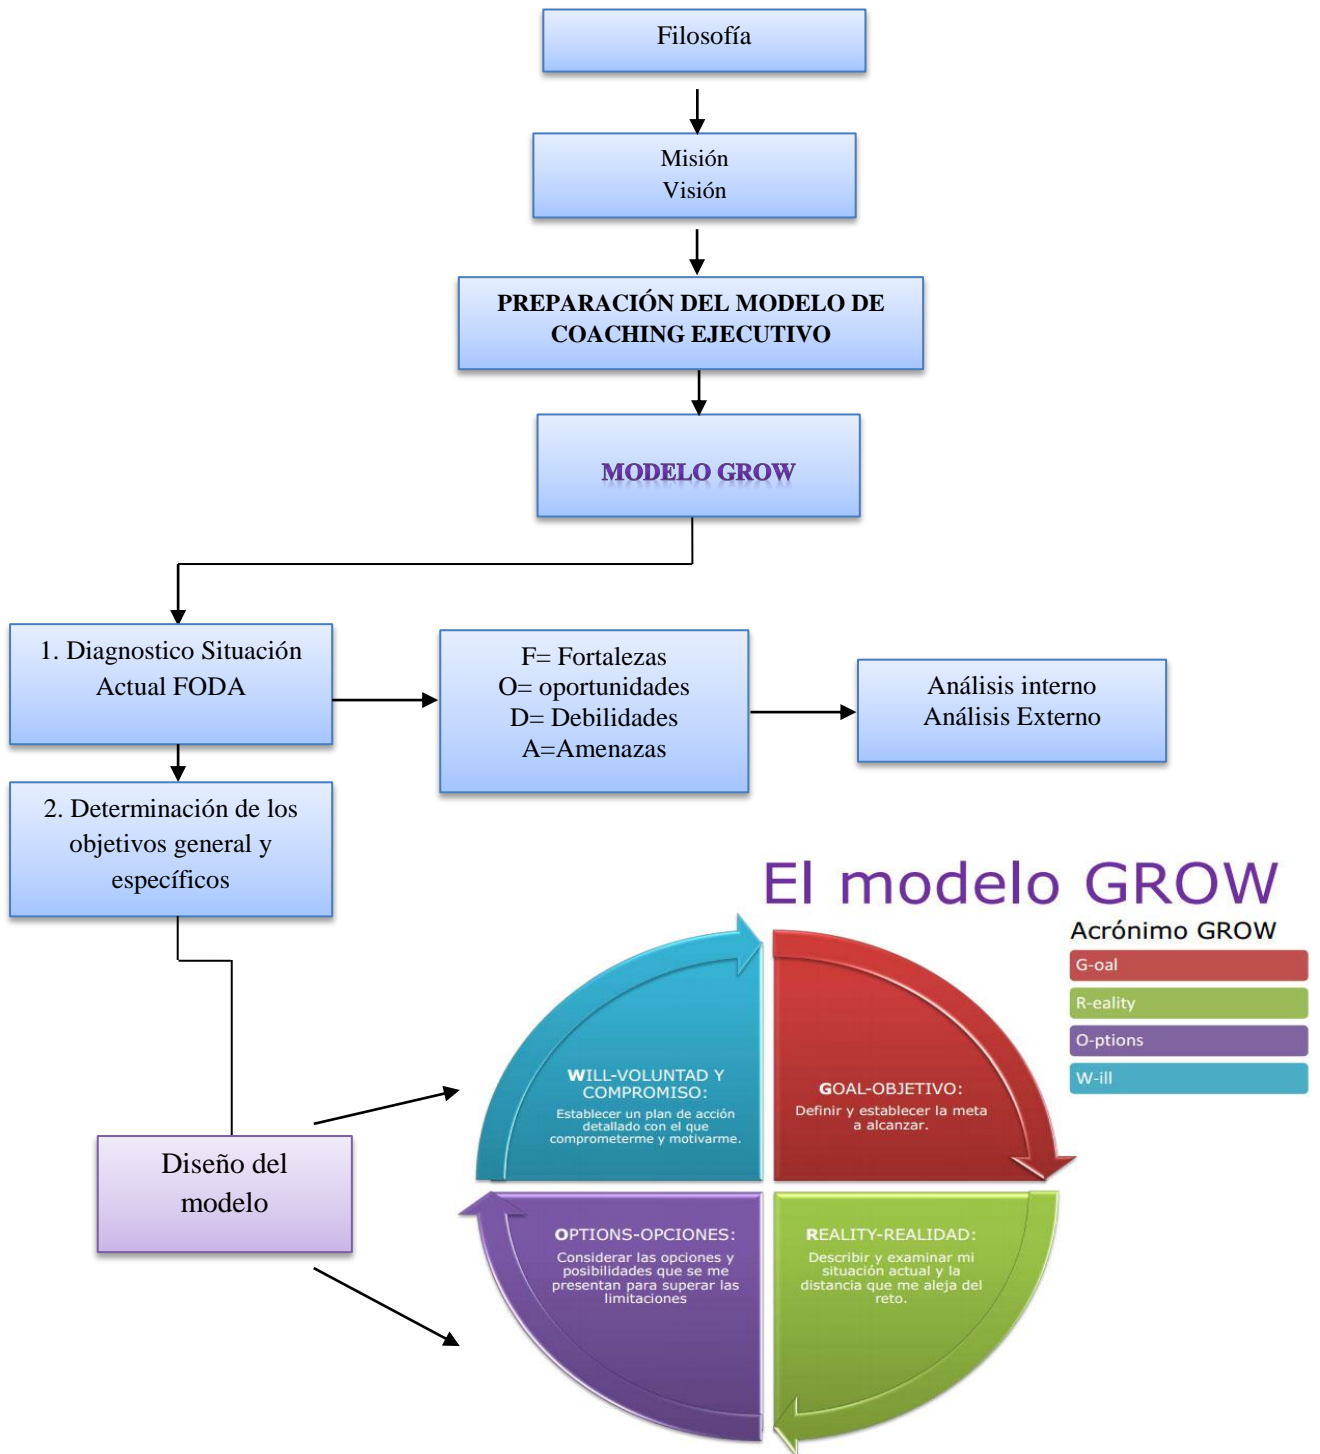 Filosofía
Misión
Visión
PREPARACIÓN DEL MODELO DE
COACHING EJECUTIVO
MODELO GROW
1. Diagnostico Situación
Actual FODA
F= Fortalezas
O= oportunidades
D= Debilidades
A=Amenazas
Análisis interno
Análisis Externo
2. Determinación de los
objetivos general y
específicos
El modelo GROW
Acrónimo GROW
G-oal
R-eality
O-ptions
W-ill
WILL-VOLUNTAD Y
COMPROMISO:
Establecer un plan de acción
detallado con el que
comprometerme y motivarme.
GOAL-OBJETIVO:
Definir y establecer la meta
a alcanzar.
Diseño del
modelo
OPTIONS-OPCIONES:
Considerar las opciones y
posibilidades que se me
presentan para superar las
limitaciones
REALITY-REALIDAD:
Describir y examinar mi
situación actual y la
distancia que me aleja del
reto.